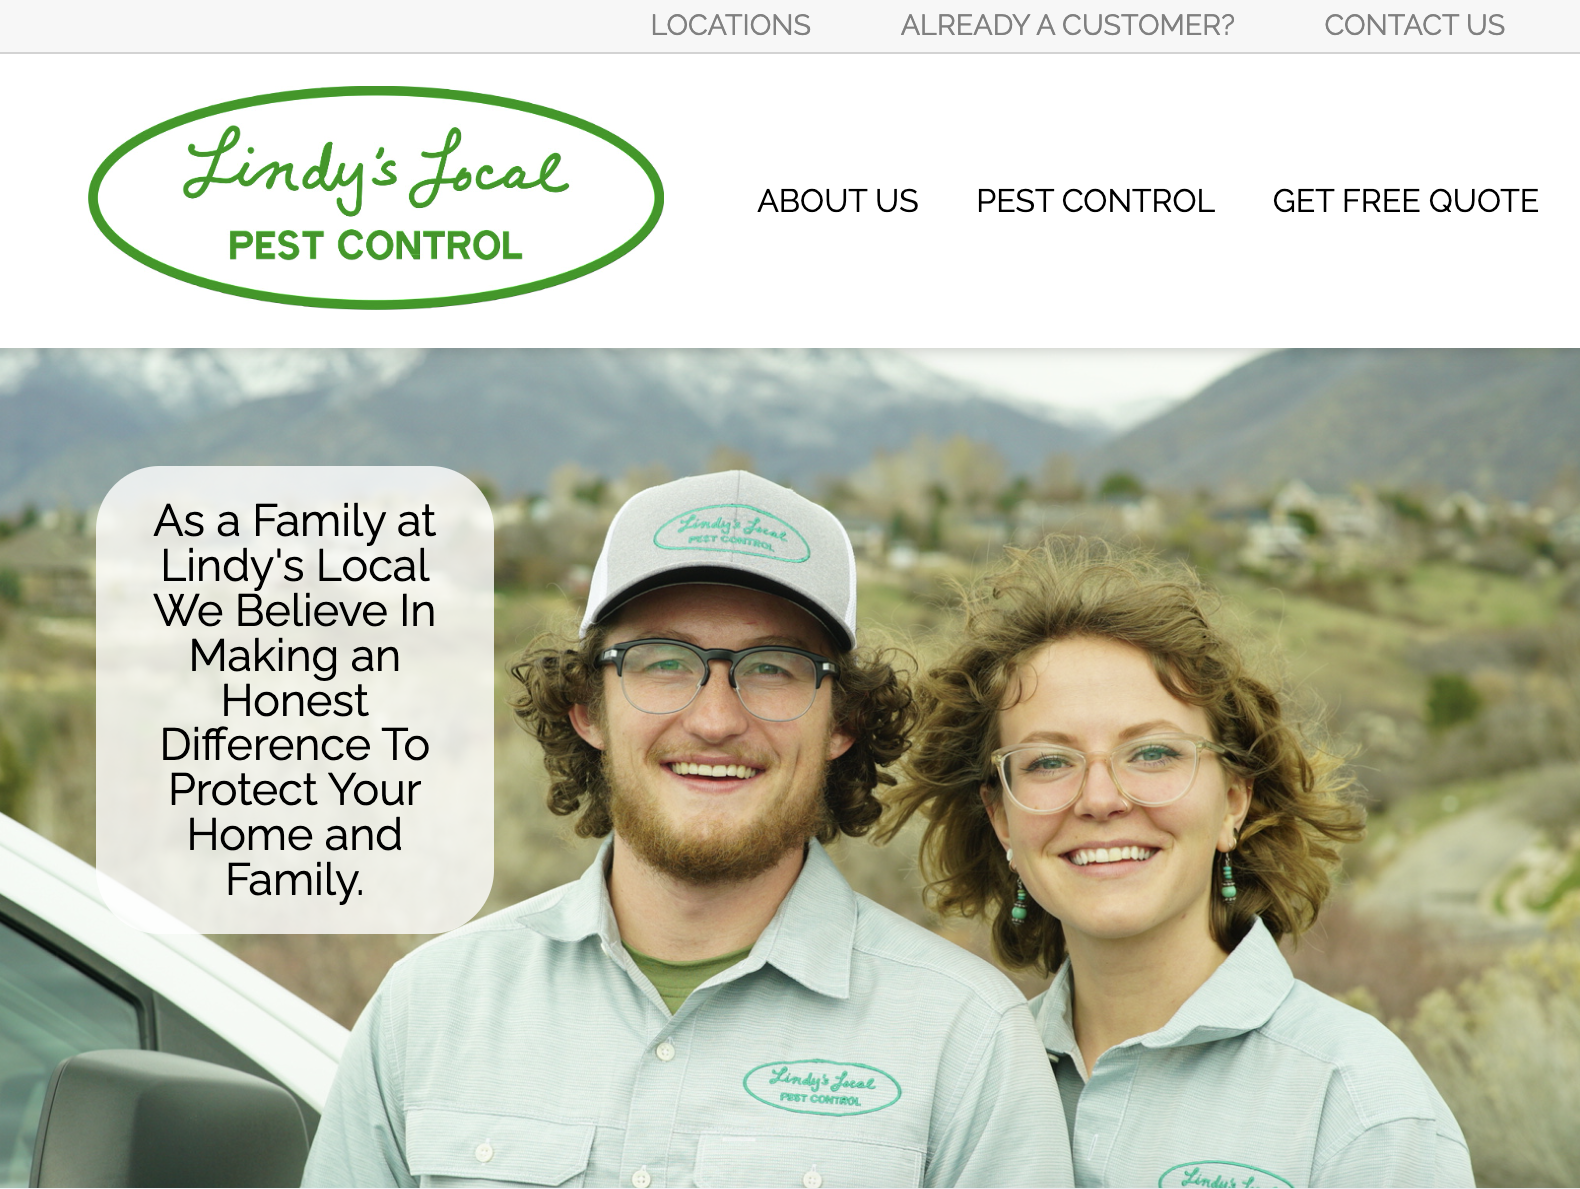 LOCATIONS ALREADY A CUSTOMER? CONTACT US
Lindy's Local
PEST CONTROL
ABOUT US PEST CONTROL GET FREE QUOTE
As a Family at
Lindy's Local
We Believe In
Making an
Honest
Difference To
Protect Your
Home and
Family.
Lindy's Local
PEST CONTROL
Lindy's Local
PEST CONTROL
Lindy's Local